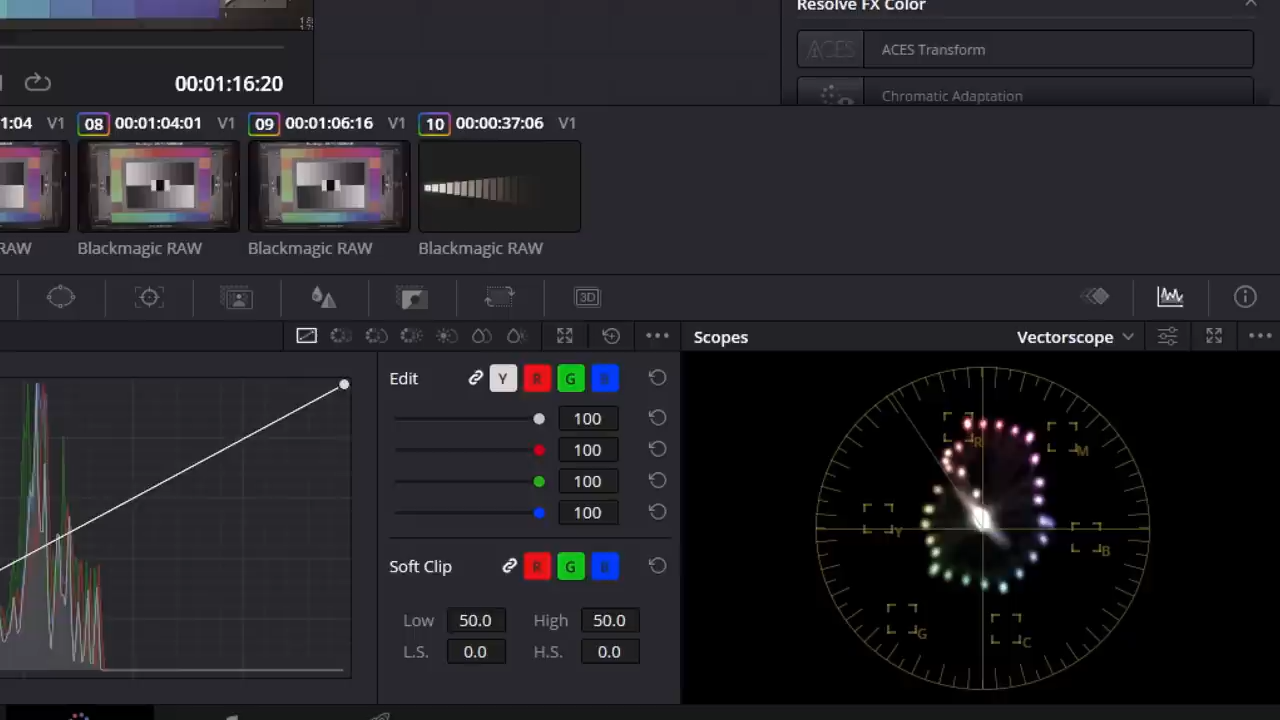 Resolve FX Color
ACES
ACES Transform
00:01:16:20
Chromatic Adaptation
1:04 V1 08 00:01:04:01 V1 09 00:01:06:16 V1 10 00:00:37:06 V1
RAW Blackmagic RAW Blackmagic RAW Blackmagic RAW
3D
Scopes Vectorscope
Edit Y R G B
100
100
100
100
Soft Clip R G B
Low 50.0 High 50.0
L.S. 0.0 H.S. 0.0
R
M
Y
B
G
C